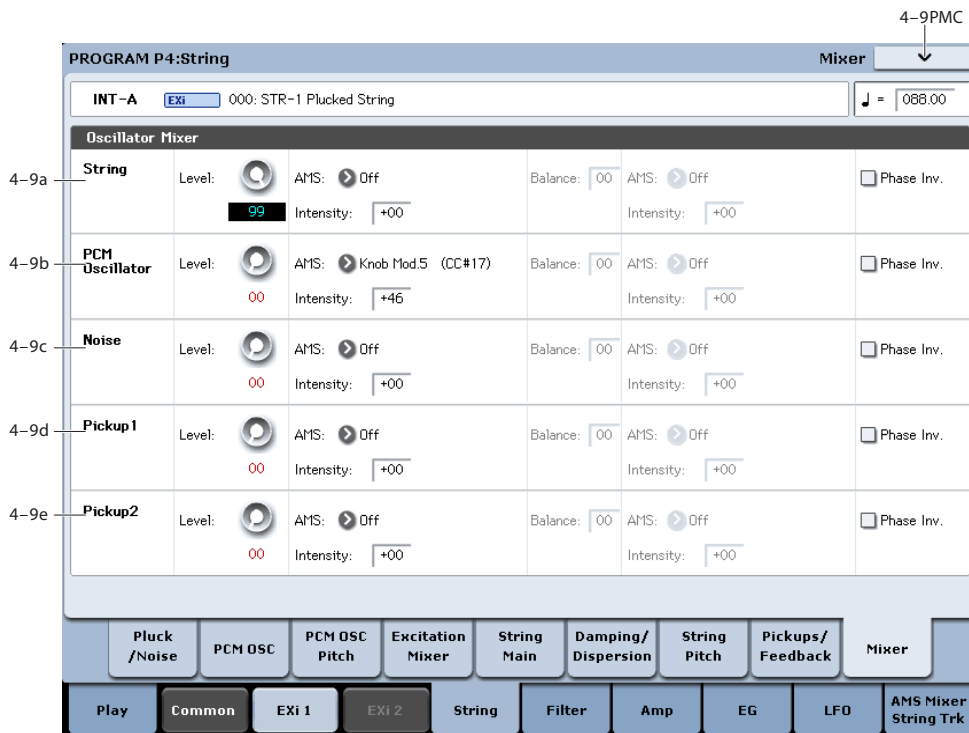 4-9PMC
PROGRAM P4:String Mixer
INT-A EXi 000: STR-1 Plucked String ♩ = 088.00
Oscillator Mixer
4-9a String Level: AMS: Off Balance: 00 AMS: Off Phase Inv.
99 Intensity: +00 Intensity: +00
4-9b PCM Oscillator Level: AMS: Knob Mod.5 (CC#17) Balance: 00 AMS: Off Phase Inv.
00 Intensity: +46 Intensity: +00
4-9c Noise Level: AMS: Off Balance: 00 AMS: Off Phase Inv.
00 Intensity: +00 Intensity: +00
4-9d Pickup1 Level: AMS: Off Balance: 00 AMS: Off Phase Inv.
00 Intensity: +00 Intensity: +00
4-9e Pickup2 Level: AMS: Off Balance: 00 AMS: Off Phase Inv.
00 Intensity: +00 Intensity: +00
Pluck /Noise PCM OSC PCM OSC Pitch Excitation Mixer String Main Damping/ Dispersion String Pitch Pickups/ Feedback Mixer
Play Common EXi 1 EXi 2 String Filter Amp EG LFO AMS Mixer String Trk